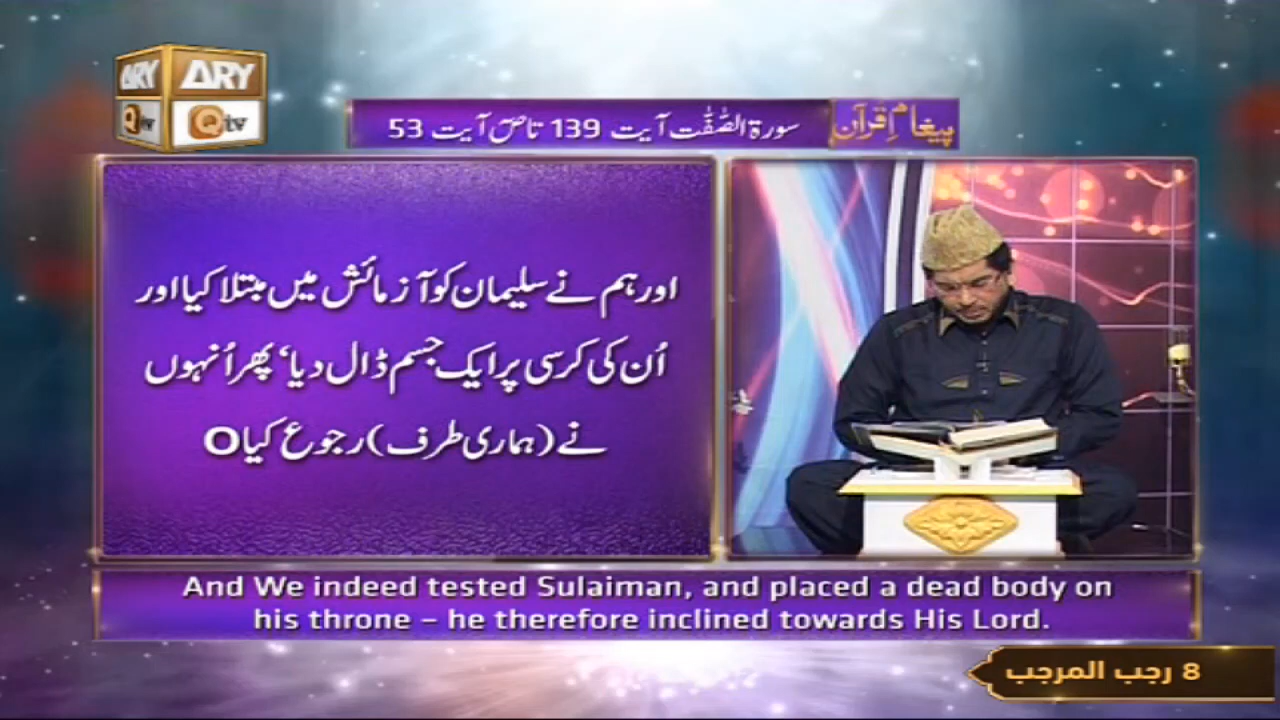 ARY ARY
Q tv Qtv
سورۃ الصّٰفّٰت آیت 139 تا صٓ آیت 53
پیغامِ قرآن
اور ہم نے سلیمان کو آزمائش میں مبتلا کیا اور
اُن کی کرسی پر ایک جسم ڈال دیا‘ پھر اُنہوں
نے (ہماری طرف) رجوع کیا O
And We indeed tested Sulaiman, and placed a dead body on
his throne – he therefore inclined towards His Lord.
8 رجب المرجب